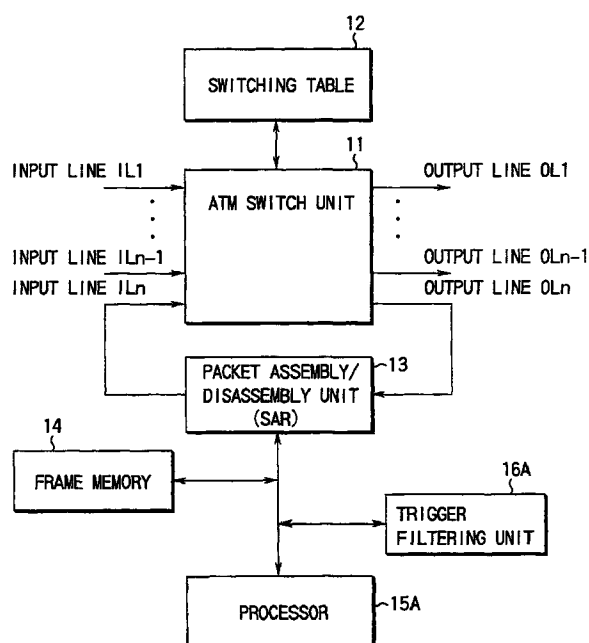 12
SWITCHING TABLE
11
INPUT LINE IL1
ATM SWITCH UNIT
OUTPUT LINE OL1
INPUT LINE ILn-1
OUTPUT LINE OLn-1
INPUT LINE ILn
OUTPUT LINE OLn
13
PACKET ASSEMBLY/
DISASSEMBLY UNIT
(SAR)
14
FRAME MEMORY
16A
TRIGGER
FILTERING UNIT
PROCESSOR
15A